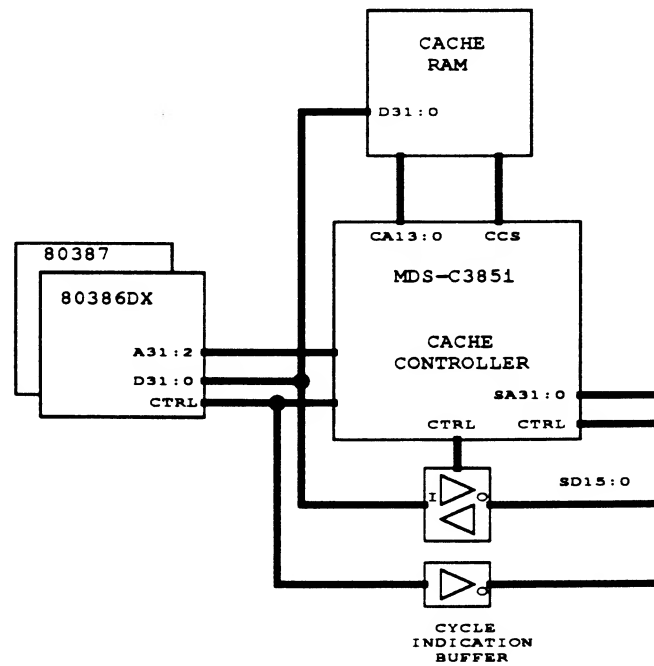 CACHE
RAM
D31:0
CA13:0 CCS
80387
MDS-C385i
80386DX
CACHE
CONTROLLER
A31:2
D31:0
CTRL
SA31:0
CTRL
CTRL
I
O
SD15:0
O
CYCLE
INDICATION
BUFFER